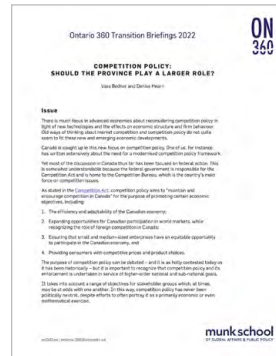 Ontario 360 Transition Briefings 2022
ON
360
COMPETITION POLICY:
SHOULD THE PROVINCE PLAY A LARGER ROLE?
Vass Bednar and Denise Hearn
Issue
There is much focus in advanced economies about reconsidering competition policy in
light of new technologies and the effects on economic structure and firm behaviour.
Old ways of thinking about market competition and competition policy do not quite
seem to fit these new and emerging economic developments.
Canada is caught up in this new focus on competition policy. One of us, for instance,
has written extensively about the need for a modernised competition policy framework.
Yet most of the discussion in Canada thus far has been focused on federal action. This
is somewhat understandable because the federal government is responsible for the
Competition Act and is home to the Competition Bureau, which is the country's main
force on competition issues.
As stated in the Competition Act, competition policy aims to "maintain and
encourage competition in Canada" for the purpose of promoting certain economic
objectives, including:
1. The efficiency and adaptability of the Canadian economy;
2. Expanding opportunities for Canadian participation in world markets, while
recognizing the role of foreign competition in Canada;
3. Ensuring that small and medium-sized enterprises have an equitable opportunity
to participate in the Canadian economy, and
4. Providing consumers with competitive prices and product choices.
The purpose of competition policy can be debated – and it is as hotly contested today as
it has been historically – but it is important to recognize that competition policy and its
enforcement is undertaken in service of higher-order national and sub-national goals.
It takes into account a range of objectives for stakeholder groups which, at times,
may be at odds with one another. In this way competition policy has never been
politically neutral, despite efforts to often portray it as a primarily economic or even
mathematical exercise.
munk school
OF GLOBAL AFFAIRS & PUBLIC POLICY